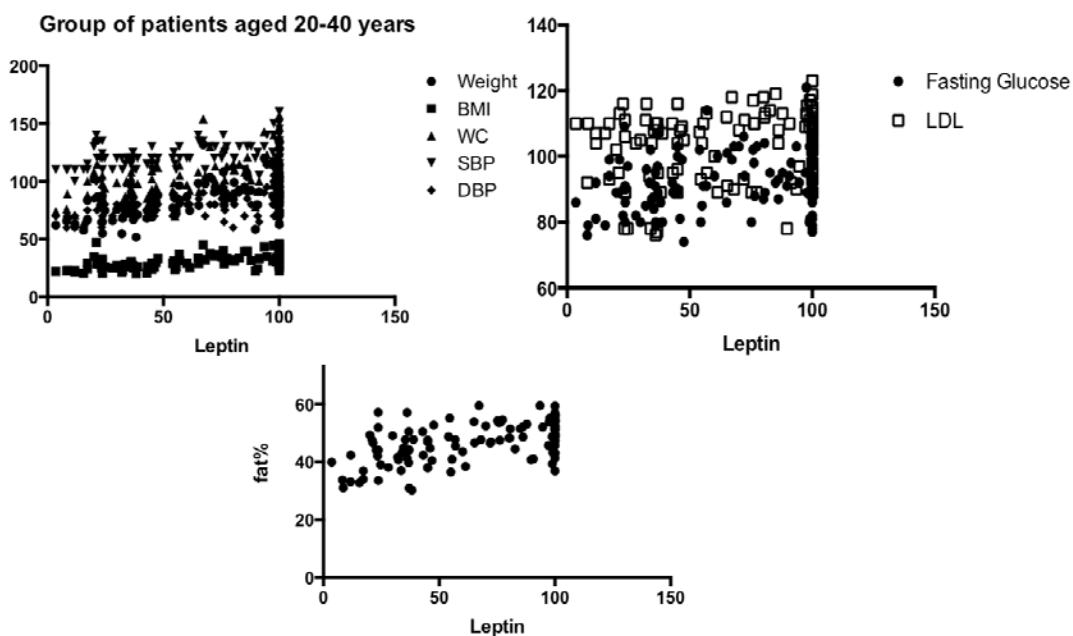 Group of patients aged 20-40 years
200
150
100
50
0
0 50 100 150
Leptin
Weight
BMI
WC
SBP
DBP
140
120
100
80
60
0 50 100 150
Leptin
Fasting Glucose
LDL
fat%
60
40
20
0
0 50 100 150
Leptin